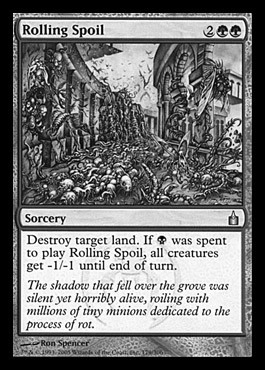 Rolling Spoil 2
Sorcery
Destroy target land. If was spent
to play Rolling Spoil, all creatures
get -1/-1 until end of turn.
The shadow that fell over the grove was
silent yet horribly alive, roiling with
millions of tiny minions dedicated to the
process of rot.
Ron Spencer